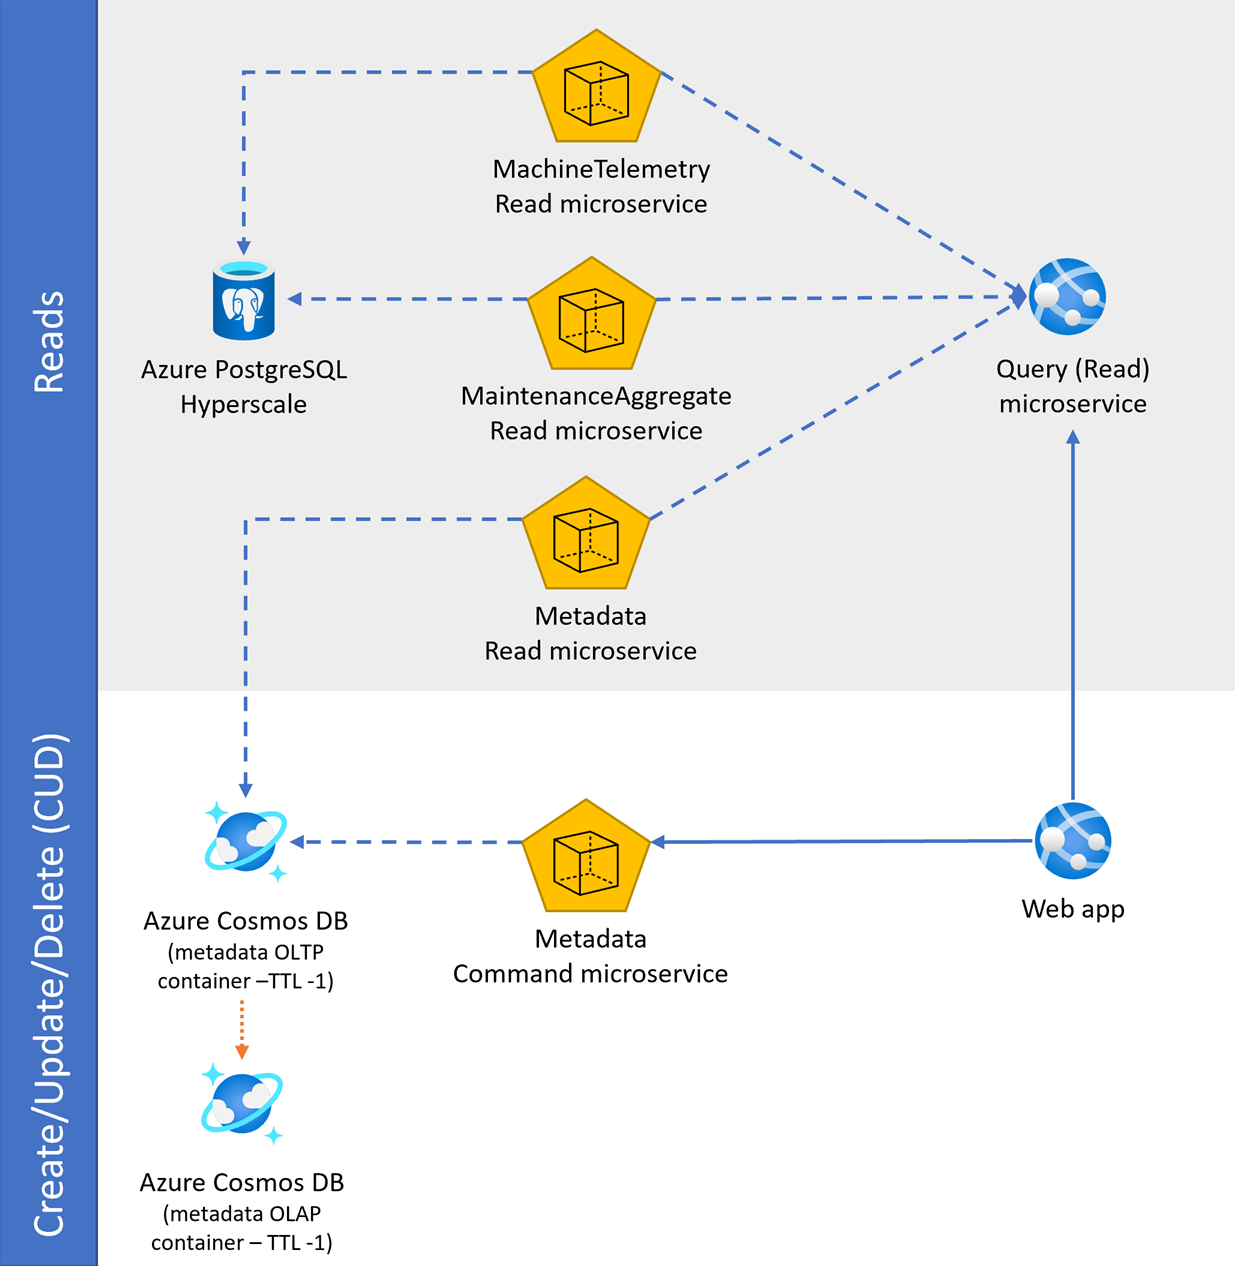 Reads
MachineTelemetry
Read microservice
Azure PostgreSQL
Hyperscale
MaintenanceAggregate
Read microservice
Query (Read)
microservice
Metadata
Read microservice
Create/Update/Delete (CUD)
Azure Cosmos DB
(metadata OLTP
container –TTL -1)
Metadata
Command microservice
Web app
Azure Cosmos DB
(metadata OLAP
container – TTL -1)